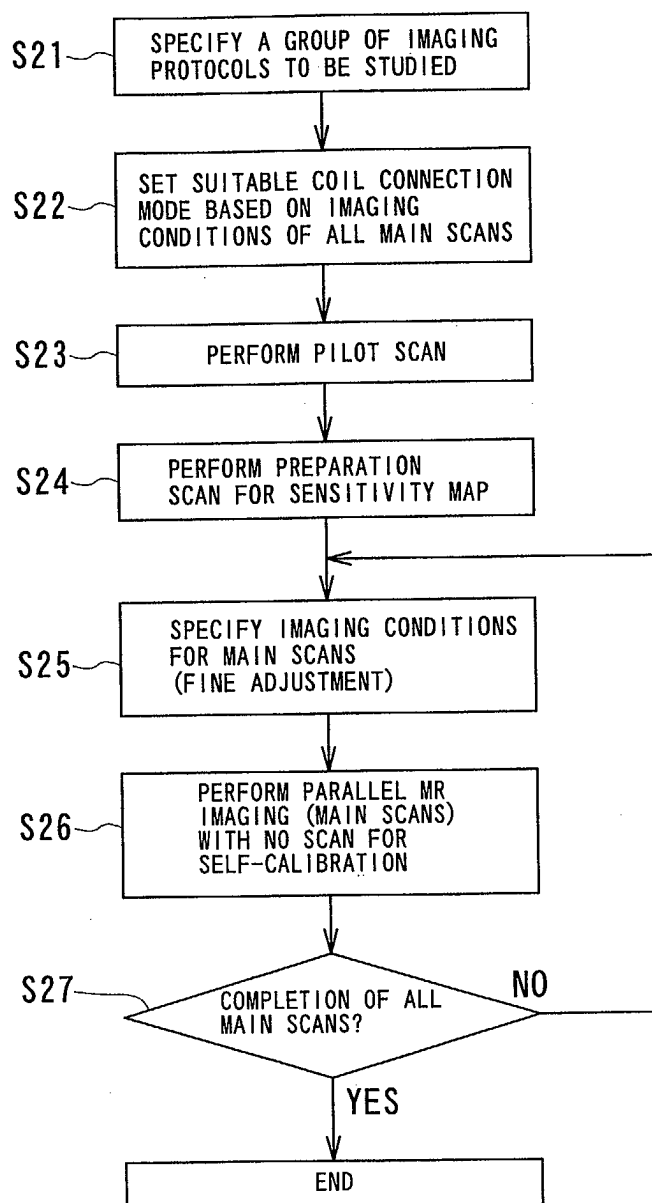 S21
SPECIFY A GROUP OF IMAGING
PROTOCOLS TO BE STUDIED
S22
SET SUITABLE COIL CONNECTION
MODE BASED ON IMAGING
CONDITIONS OF ALL MAIN SCANS
S23
PERFORM PILOT SCAN
S24
PERFORM PREPARATION
SCAN FOR SENSITIVITY MAP
S25
SPECIFY IMAGING CONDITIONS
FOR MAIN SCANS
(FINE ADJUSTMENT)
S26
PERFORM PARALLEL MR
IMAGING (MAIN SCANS)
WITH NO SCAN FOR
SELF-CALIBRATION
S27
COMPLETION OF ALL
MAIN SCANS?
NO
YES
END